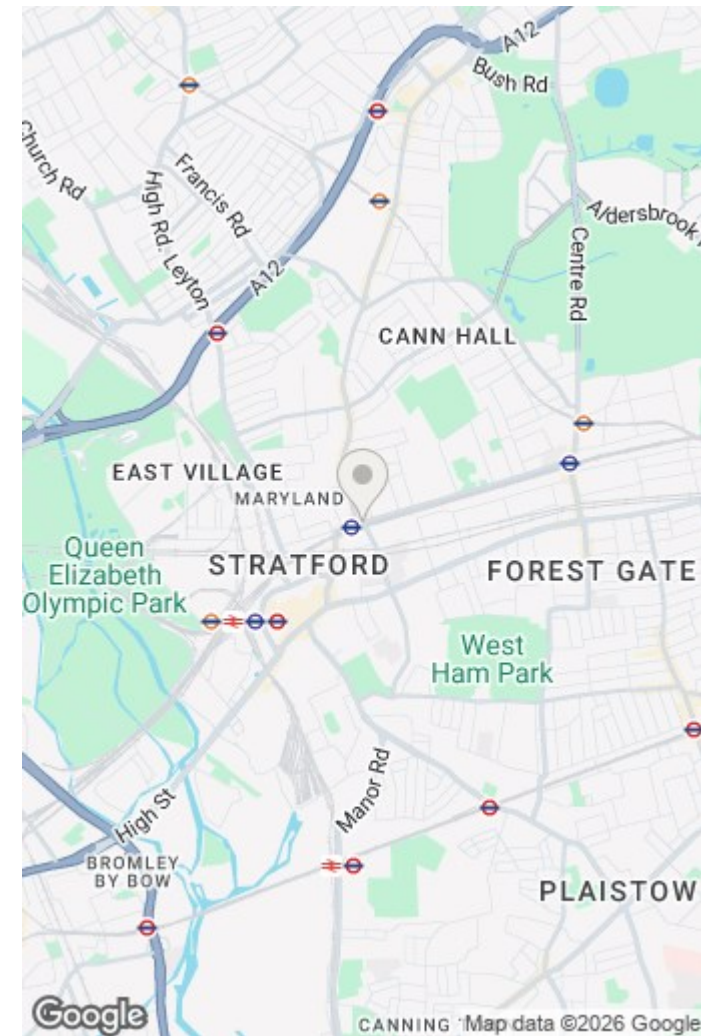 A12
Bush Rd
Church Rd
Francis Rd
High Rd. Leyton
Aldersbrook
Centre Rd
A12
CANN HALL
EAST VILLAGE
MARYLAND
Queen
Elizabeth
Olympic Park
STRATFORD
FOREST GATE
West
Ham Park
Manor Rd
High St
BROMLEY
BY BOW
PLAISTOW
Google
CANNING
Map data ©2026 Google